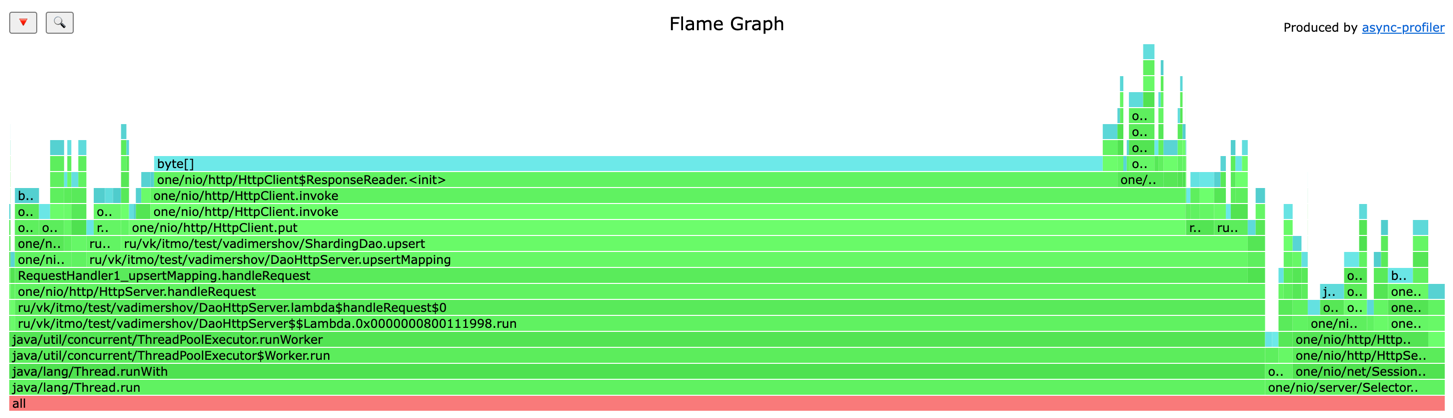 Flame Graph
Produced by async-profiler
o..
o..
o..
byte[] o..
one/nio/http/HttpClient$ResponseReader.<init> one/..
b.. one/nio/http/HttpClient.invoke
o.. o.. one/nio/http/HttpClient.invoke
o.. o.. r.. one/nio/http/HttpClient.put r.. ru..
one/n.. ru.. ru/vk/itmo/test/vadimershov/ShardingDao.upsert
one/ni.. ru/vk/itmo/test/vadimershov/DaoHttpServer.upsertMapping
RequestHandler1_upsertMapping.handleRequest o.. b..
one/nio/http/HttpServer.handleRequest j.. o.. one..
ru/vk/itmo/test/vadimershov/DaoHttpServer.lambda$handleRequest$0 o.. o.. one..
ru/vk/itmo/test/vadimershov/DaoHttpServer$$Lambda.0x0000000800111998.run one/ni.. one..
java/util/concurrent/ThreadPoolExecutor.runWorker one/nio/http/Http..
java/util/concurrent/ThreadPoolExecutor$Worker.run one/nio/http/HttpSe..
java/lang/Thread.runWith o.. one/nio/net/Session..
java/lang/Thread.run one/nio/server/Selector..
all